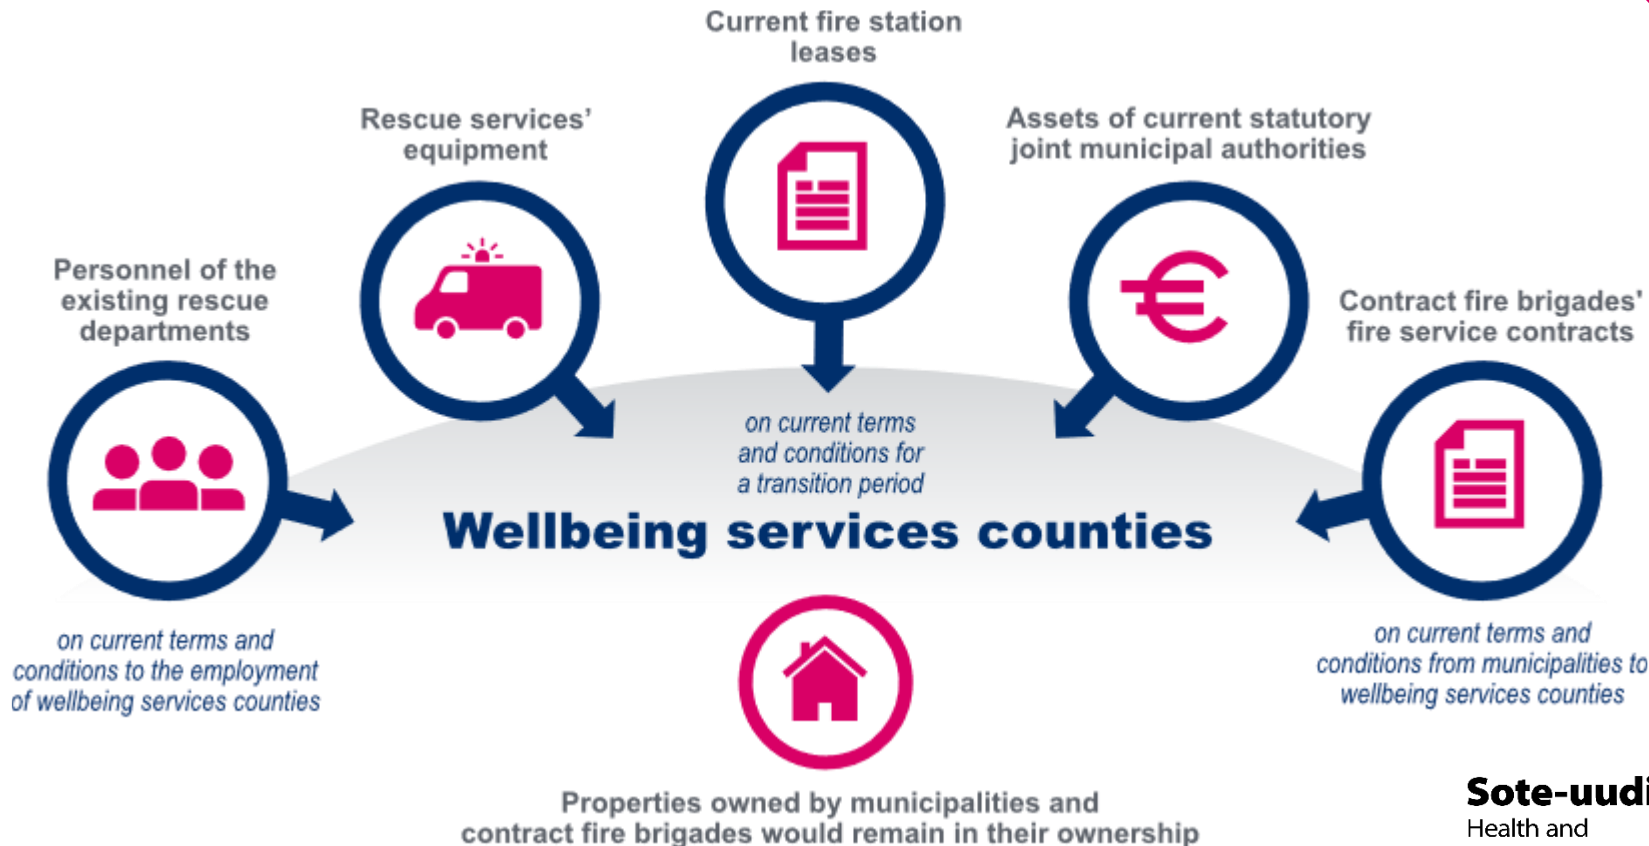 Current fire station
leases
Rescue services’
equipment
Assets of current statutory
joint municipal authorities
Personnel of the
existing rescue
departments
Contract fire brigades'
fire service contracts
on current terms
and conditions for
a transition period
Wellbeing services counties
on current terms and
conditions to the employment
of wellbeing services counties
on current terms and
conditions from municipalities to
wellbeing services counties
Properties owned by municipalities and
contract fire brigades would remain in their ownership
Sote-uudi
Health and